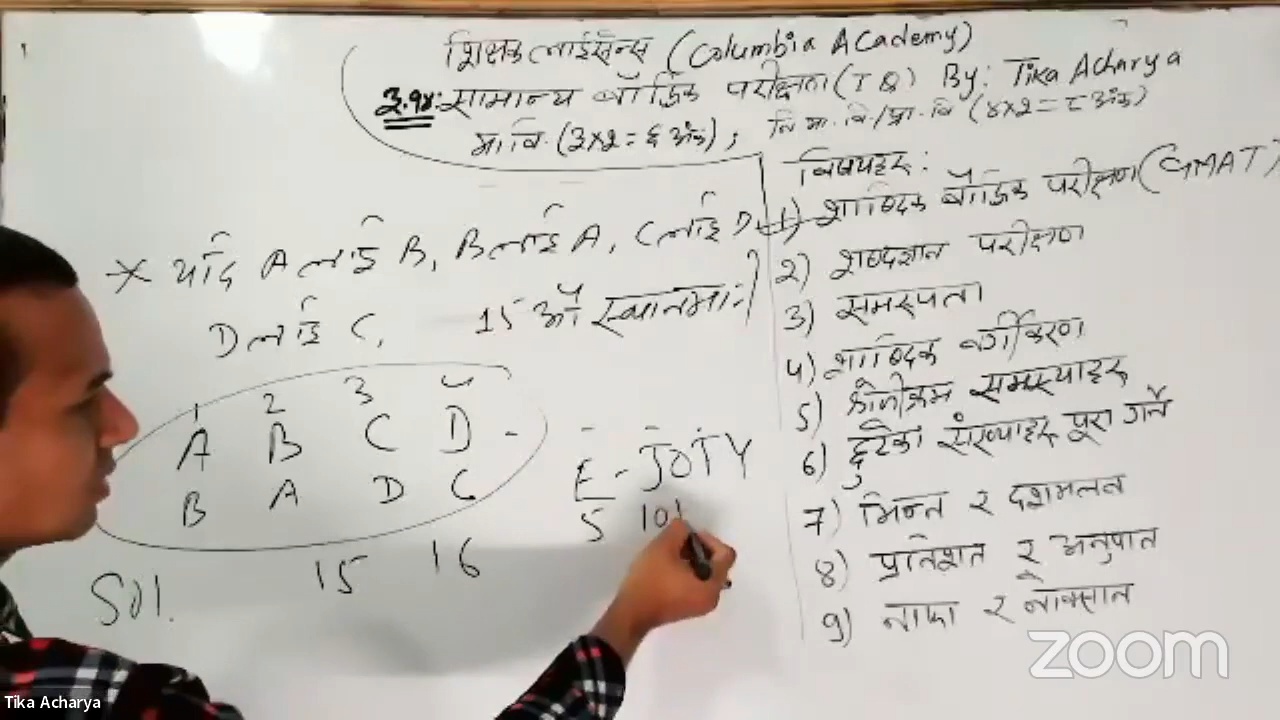 शिक्षक लाईसेन्स (Columbia Academy)
३.१४: सामान्य बौद्धिक परीक्षण (IQ) By: Tika Acharya
मा.वि. (३×२=६ अंक), नि.मा.वि/प्रा.वि (४×२=८ अंक)
* यदि A लाई B, B लाई A, C लाई D
D लाई C, 15 औं स्थानमा:
1 2 3 4
A B C D -
B A D C
15 16
Sol.
E - JOTY
5 10
विषयहरु:
1) शाब्दिक बौद्धिक परीक्षण (GMAT)
2) शब्दज्ञान परीक्षण
3) समरुपता
4) शाब्दिक वर्गीकरण
5) श्रेणीक्रम समस्याहरु
6) छुटेका संख्याहरु पूरा गर्ने
7) भिन्न र दशमलव
8) प्रतिशत र अनुपात
9) नाफा र नोक्सान
zoom
Tika Acharya